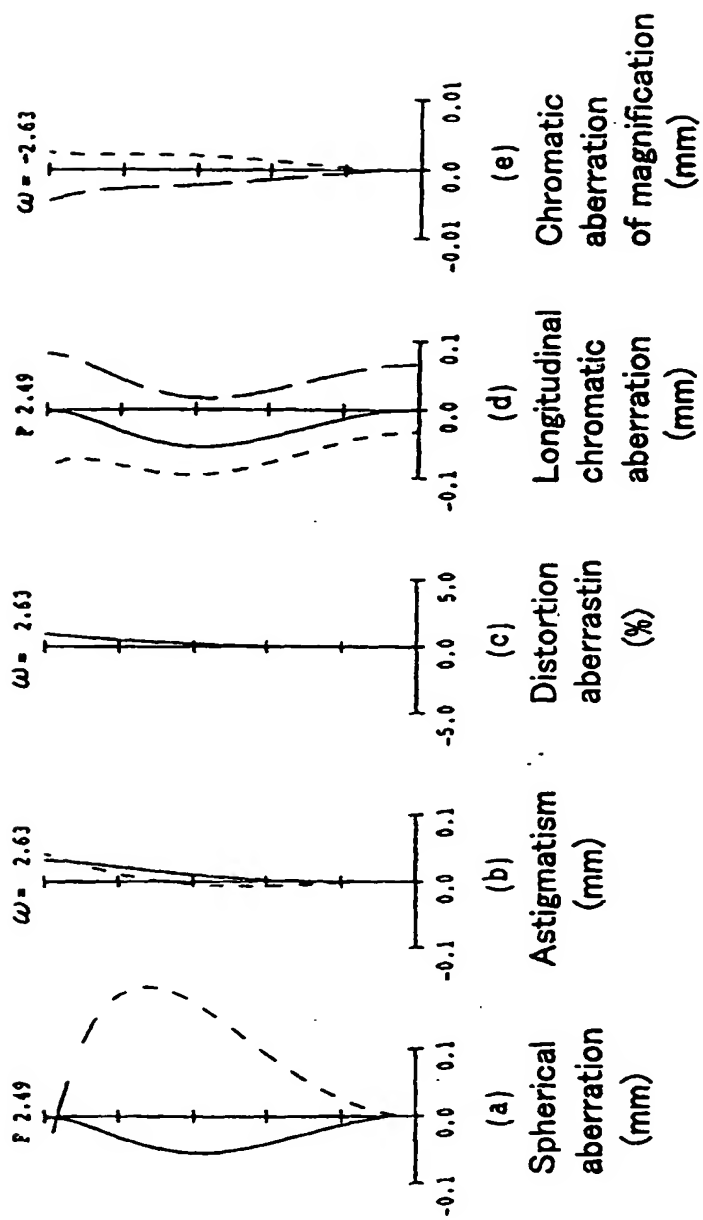 F 2.49
-0.1 0.0 0.1
(a)
Spherical
aberration
(mm)
ω = 2.63
-0.1 0.0 0.1
(b)
Astigmatism
(mm)
ω = 2.63
-5.0 0.0 5.0
(c)
Distortion
aberrastin
(%)
F 2.49
-0.1 0.0 0.1
(d)
Longitudinal
chromatic
aberration
(mm)
ω = -2.63
-0.01 0.0 0.01
(e)
Chromatic
aberration
of magnification
(mm)